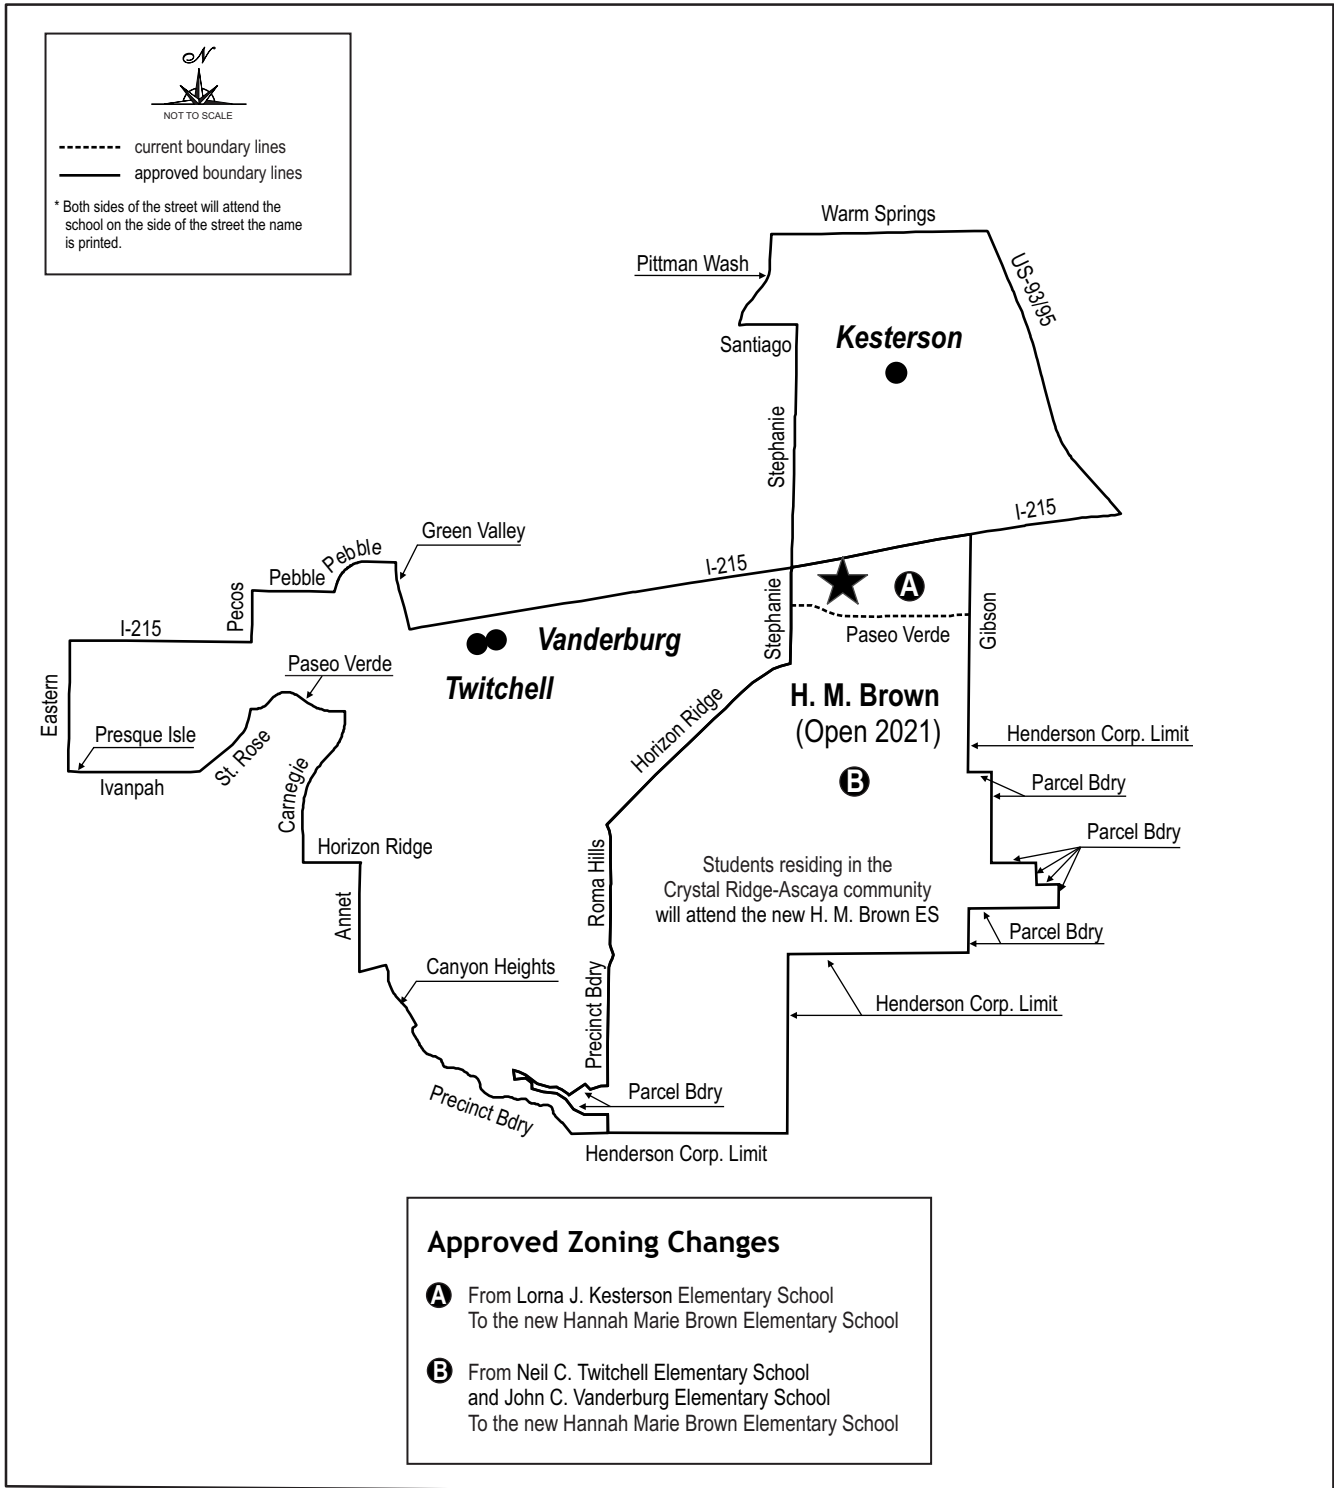 N
NOT TO SCALE
current boundary lines
approved boundary lines
* Both sides of the street will attend the
school on the side of the street the name
is printed.
Warm Springs
Pittman Wash
US-93/95
Santiago
Kesterson
Stephanie
I-215
Green Valley
Pebble
Pebble
I-215
Pecos
I-215
A
Stephanie
Paseo Verde
Gibson
Vanderburg
Twitchell
Paseo Verde
Eastern
Presque Isle
Ivanpah
St. Rose
Carnegie
Horizon Ridge
H. M. Brown
(Open 2021)
Henderson Corp. Limit
B
Parcel Bdry
Parcel Bdry
Horizon Ridge
Annet
Roma Hills
Students residing in the
Crystal Ridge-Ascaya community
will attend the new H. M. Brown ES
Parcel Bdry
Canyon Heights
Precinct Bdry
Henderson Corp. Limit
Precinct Bdry
Parcel Bdry
Henderson Corp. Limit
Approved Zoning Changes
A From Lorna J. Kesterson Elementary School
To the new Hannah Marie Brown Elementary School
B From Neil C. Twitchell Elementary School
and John C. Vanderburg Elementary School
To the new Hannah Marie Brown Elementary School